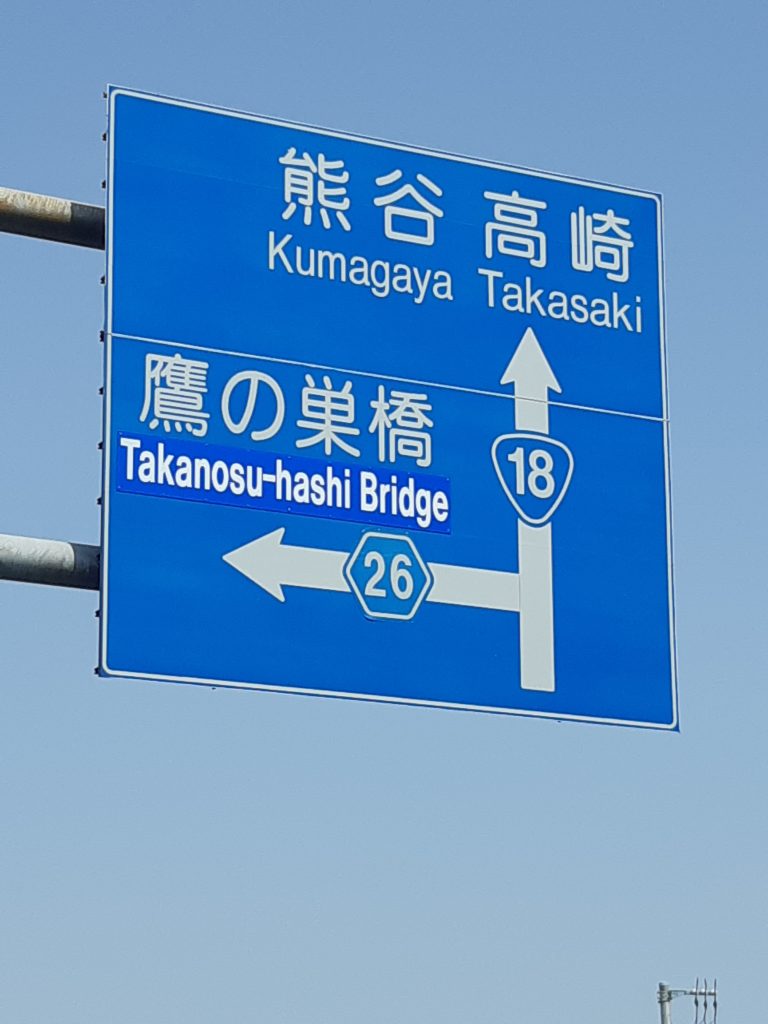 熊谷 高崎
Kumagaya Takasaki
鷹の巣橋
Takanosu-hashi Bridge
18
26